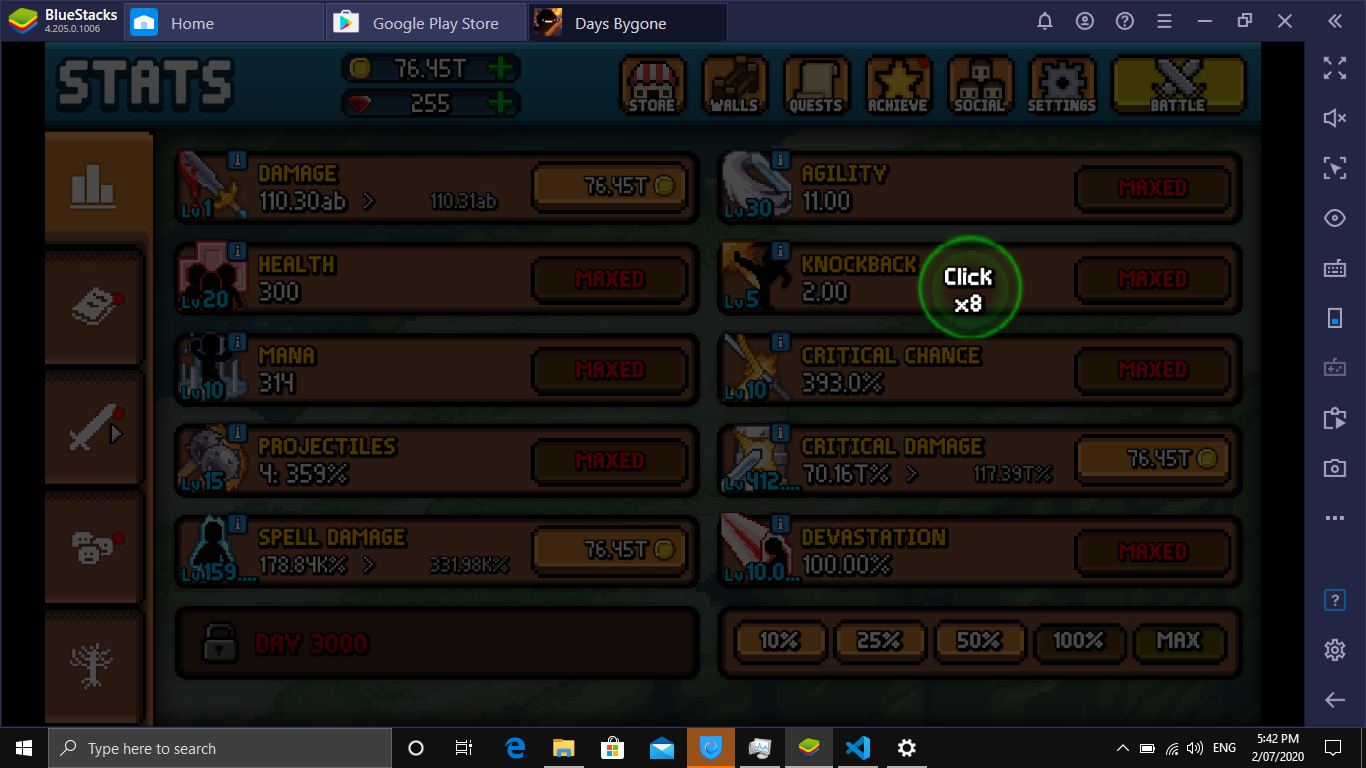 BlueStacks
4.205.0.1006
Home
Google Play Store
Days Bygone
STATS
76.45T
255
STORE
WALLS
QUESTS
ACHIEVE
SOCIAL
SETTINGS
BATTLE
DAMAGE
110.30ab > 110.31ab
Lv1
76.45T
AGILITY
11.00
Lv30
MAXED
HEALTH
300
Lv20
MAXED
KNOCKBACK
2.00
Lv5
MAXED
Click
x8
MANA
314
Lv10
MAXED
CRITICAL CHANCE
393.0%
Lv10
MAXED
PROJECTILES
4: 359%
Lv15
MAXED
CRITICAL DAMAGE
70.16T% > 117.39T%
Lv412....
76.45T
SPELL DAMAGE
178.84K% > 331.98K%
Lv159....
76.45T
DEVASTATION
100.00%
Lv10.0...
MAXED
DAY 3000
10%
25%
50%
100%
MAX
Type here to search
ENG
5:42 PM
2/07/2020